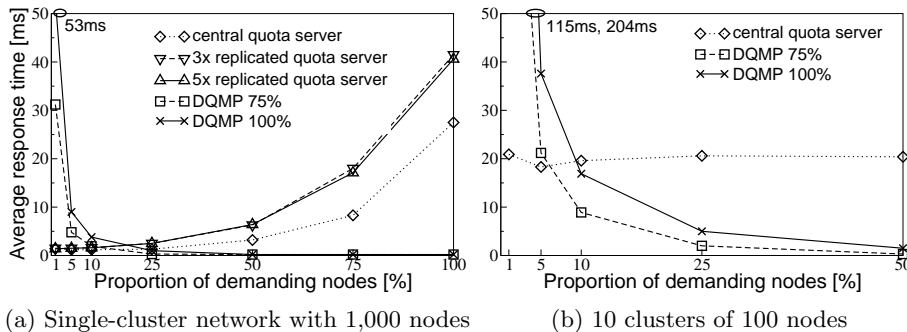 Average response time [ms]
50
40
30
20
10
0
53ms
central quota server
3x replicated quota server
5x replicated quota server
DQMP 75%
DQMP 100%
1 5 10 25 50 75 100
Proportion of demanding nodes [%]
(a) Single-cluster network with 1,000 nodes
50
40
30
20
10
0
115ms, 204ms
central quota server
DQMP 75%
DQMP 100%
1 5 10 25 50
Proportion of demanding nodes [%]
(b) 10 clusters of 100 nodes